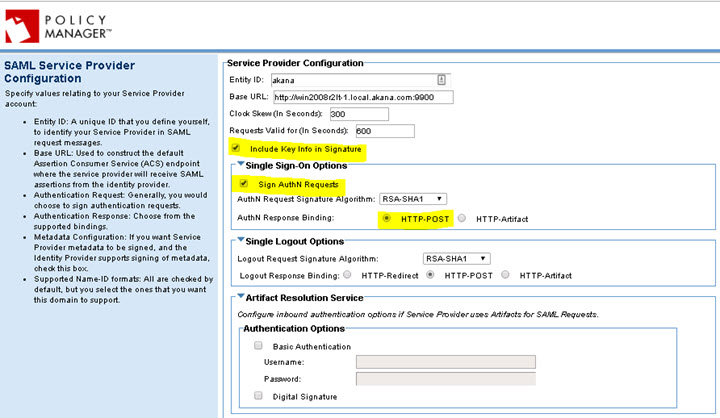 POLICY
MANAGER™
SAML Service Provider
Configuration
Specify values relating to your Service Provider
account:
• Entity ID: A unique ID that you define yourself,
to identify your Service Provider in SAML
request messages.
• Base URL: Used to construct the default
Assertion Consumer Service (ACS) endpoint
where the service provider will receive SAML
assertions from the identity provider.
• Authentication Request: Generally, you would
choose to sign authentication requests.
• Authentication Response: Choose from the
supported bindings.
• Metadata Configuration: If you want Service
Provider metadata to be signed, and the
Identity Provider supports signing of metadata,
check this box.
• Supported Name-ID formats: All are checked by
default, but you select the ones that you want
this domain to support.
Service Provider Configuration
Entity ID: akana
Base URL: http://win2008r2lt-1.local.akana.com:9900
Clock Skew (In Seconds): 300
Requests Valid for (In Seconds): 600
Include Key Info in Signature
Single Sign-On Options
Sign AuthN Requests
AuthN Request Signature Algorithm: RSA-SHA1
AuthN Response Binding: HTTP-POST HTTP-Artifact
Single Logout Options
Logout Request Signature Algorithm: RSA-SHA1
Logout Response Binding: HTTP-Redirect HTTP-POST HTTP-Artifact
Artifact Resolution Service
Configure inbound authentication options if Service Provider uses Artifacts for SAML Requests.
Authentication Options
Basic Authentication
Username:
Password:
Digital Signature